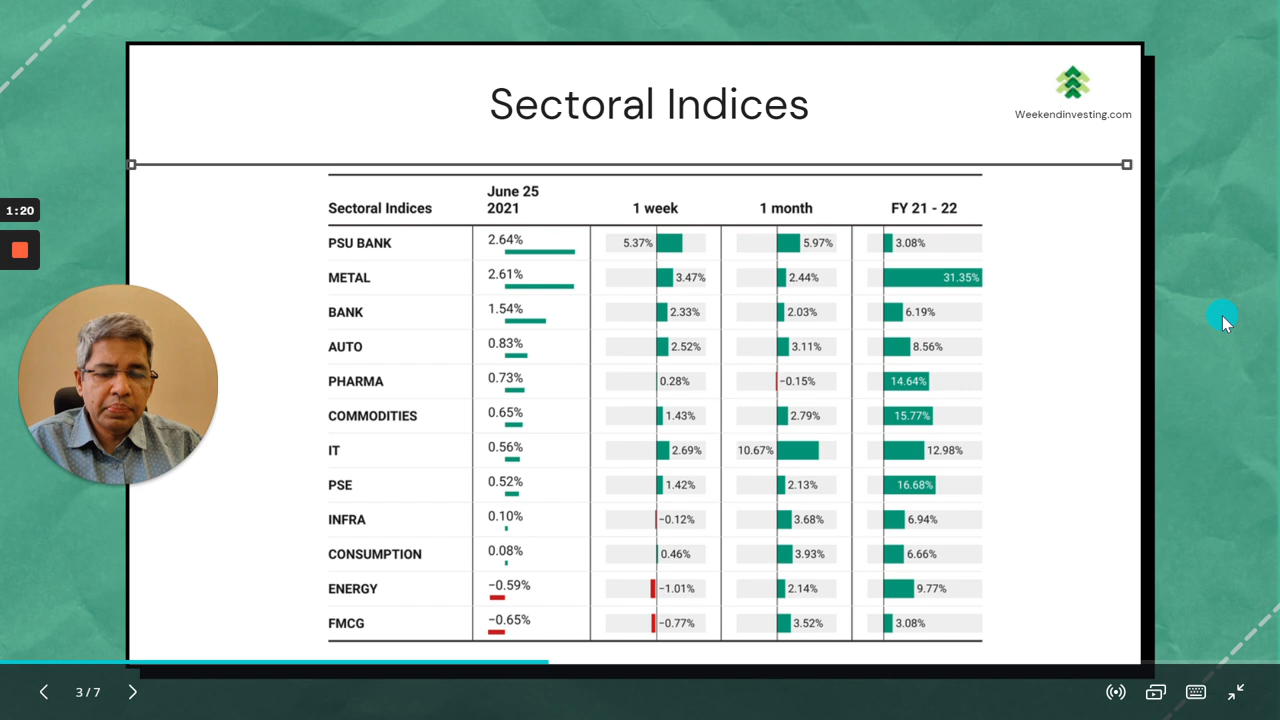 Sectoral Indices
Weekendinvesting.com
1:20
Sectoral Indices June 25 2021 1 week 1 month FY 21 - 22
PSU BANK 2.64% 5.37% 5.97% 3.08%
METAL 2.61% 3.47% 2.44% 31.35%
BANK 1.54% 2.33% 2.03% 6.19%
AUTO 0.83% 2.52% 3.11% 8.56%
PHARMA 0.73% 0.28% −0.15% 14.64%
COMMODITIES 0.65% 1.43% 2.79% 15.77%
IT 0.56% 2.69% 10.67% 12.98%
PSE 0.52% 1.42% 2.13% 16.68%
INFRA 0.10% −0.12% 3.68% 6.94%
CONSUMPTION 0.08% 0.46% 3.93% 6.66%
ENERGY −0.59% −1.01% 2.14% 9.77%
FMCG −0.65% −0.77% 3.52% 3.08%
3 / 7